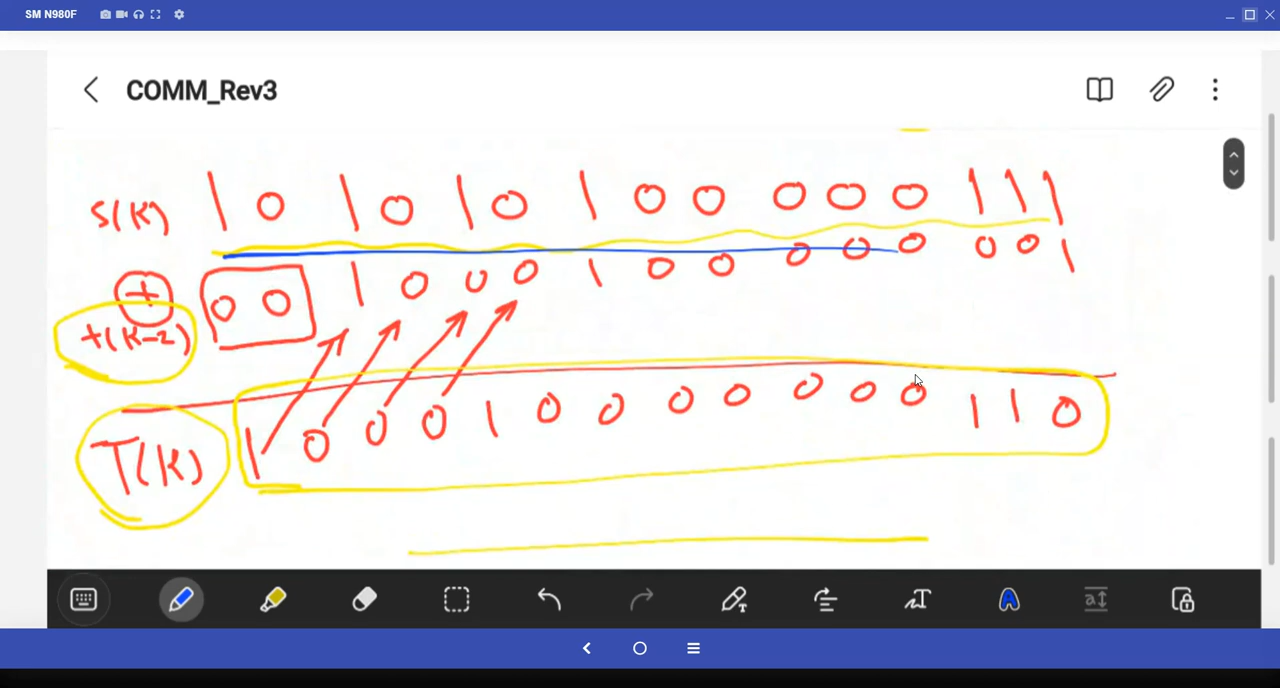 SM N980F
COMM_Rev3
S(K) 1 0 1 0 1 0 1 0 0 0 0 0 1 1 1
+
t(K-2) 0 0 1 0 0 0 1 0 0 0 0 0 0 0 1
T(K) 1 0 0 0 1 0 0 0 0 0 0 0 1 1 0